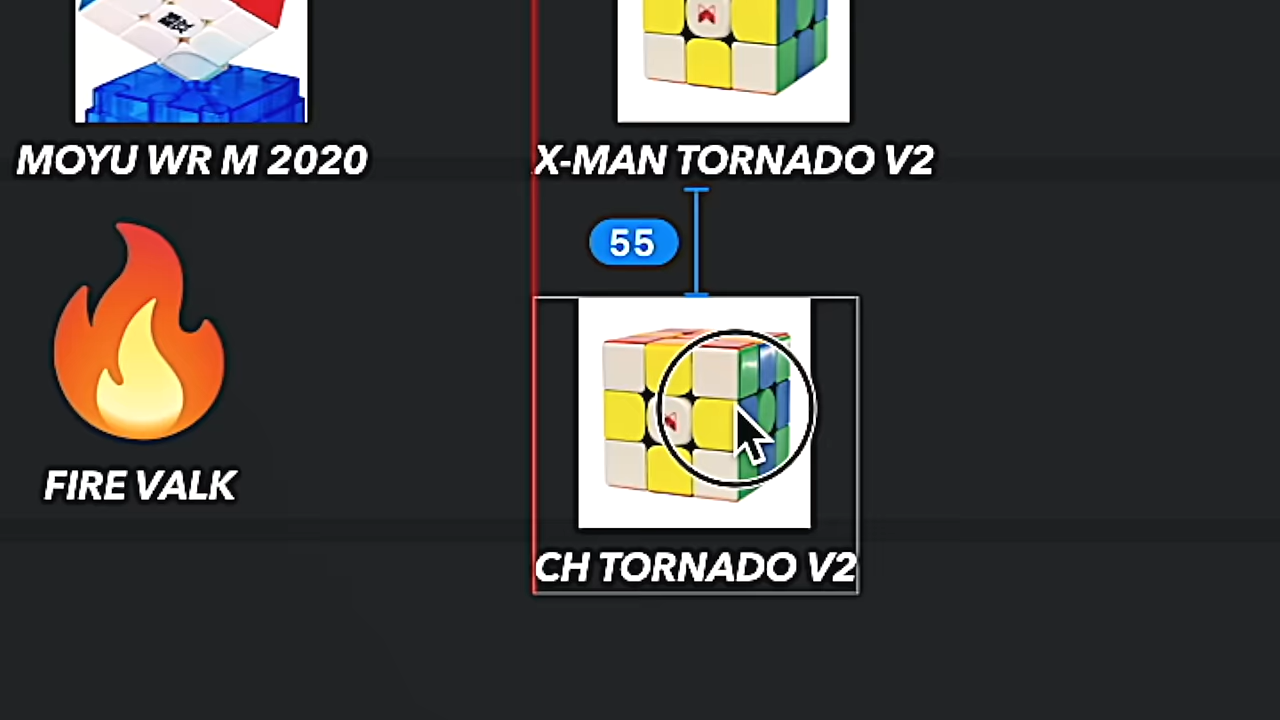 MOYU WR M 2020
X-MAN TORNADO V2
55
FIRE VALK
CH TORNADO V2